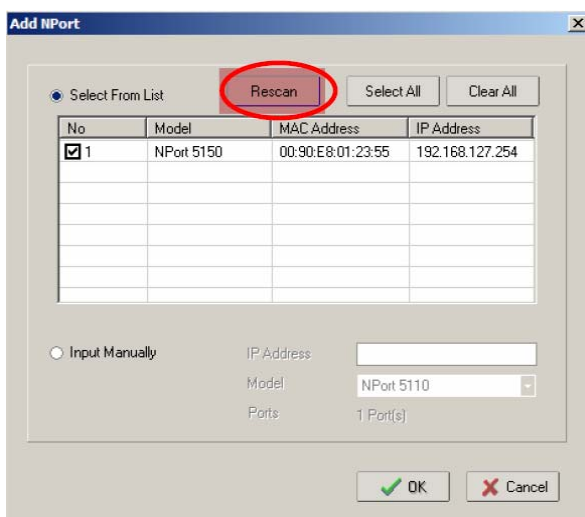 Add NPort
Select From List Rescan Select All Clear All
No Model MAC Address IP Address
1 NPort 5150 00:90:E8:01:23:55 192.168.127.254
Input Manually IP Address
Model NPort 5110
Ports 1 Port(s)
OK Cancel